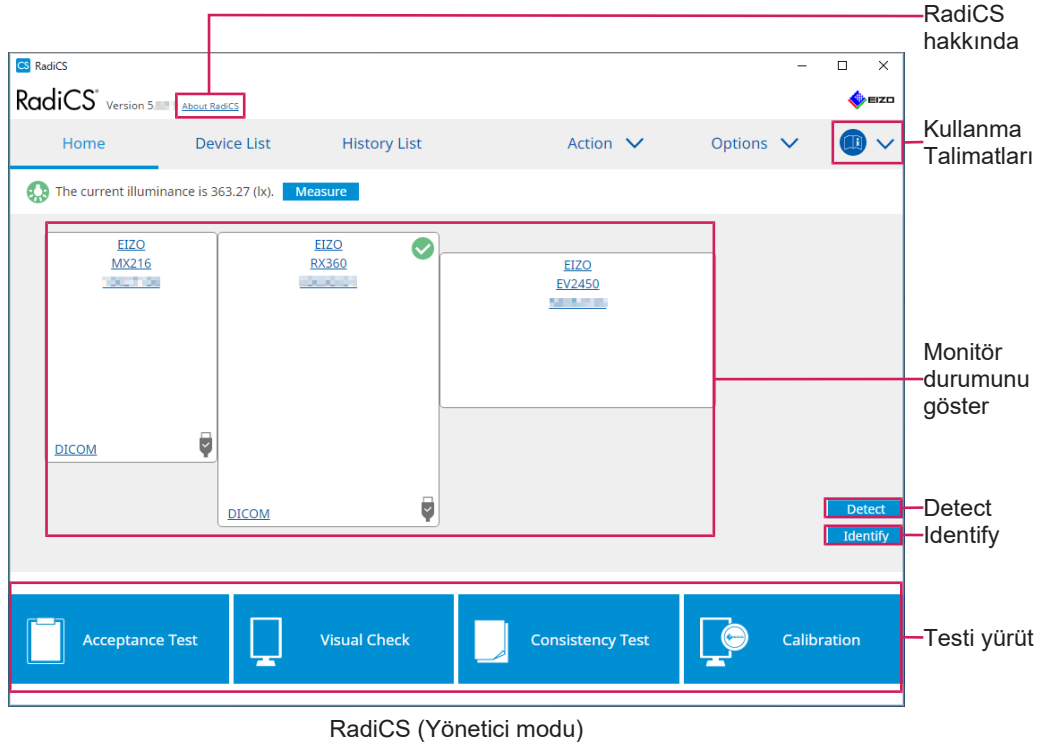 RadiCS
hakkında
CS RadiCS
RadiCS® Version 5. About RadiCS
EIZO
Home Device List History List Action Options
Kullanma
Talimatları
The current illuminance is 363.27 (lx). Measure
EIZO
MX216
DICOM
EIZO
RX360
DICOM
EIZO
EV2450
Monitör
durumunu
göster
Detect
Detect
Identify
Identify
Acceptance Test Visual Check Consistency Test Calibration
Testi yürüt
RadiCS (Yönetici modu)